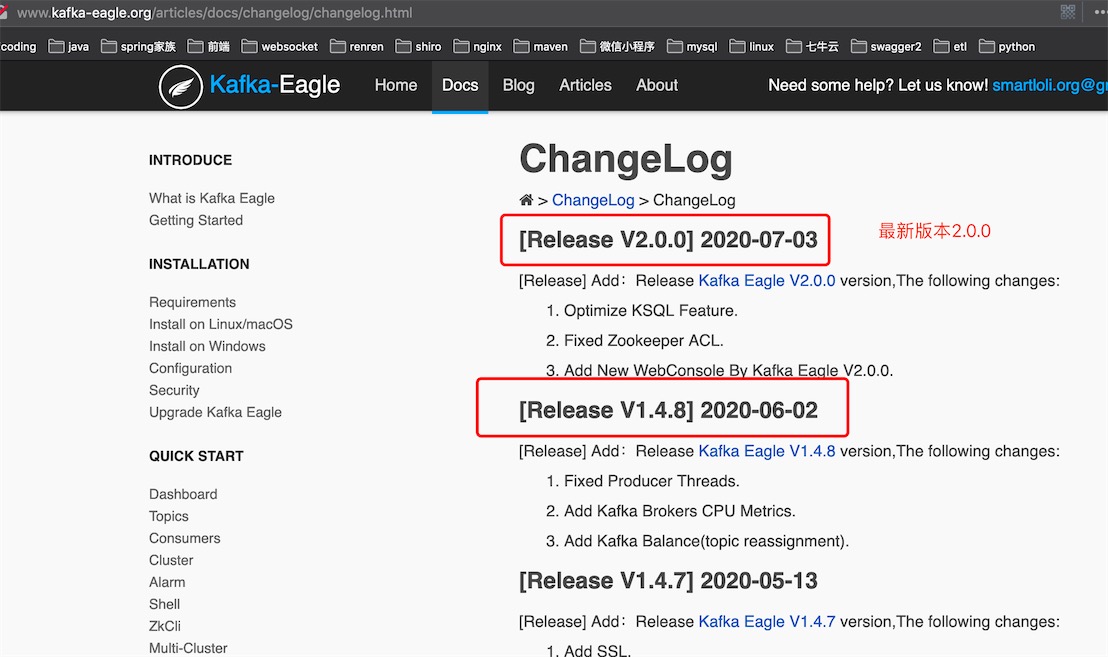 www.kafka-eagle.org/articles/docs/changelog/changelog.html
coding java spring家族 前端 websocket renren shiro nginx maven 微信小程序 mysql linux 七牛云 swagger2 etl python
Kafka-Eagle Home Docs Blog Articles About Need some help? Let us know! smartloli.org@g
INTRODUCE
What is Kafka Eagle
Getting Started
INSTALLATION
Requirements
Install on Linux/macOS
Install on Windows
Configuration
Security
Upgrade Kafka Eagle
QUICK START
Dashboard
Topics
Consumers
Cluster
Alarm
Shell
ZkCli
Multi-Cluster
ChangeLog
> ChangeLog > ChangeLog
[Release V2.0.0] 2020-07-03
最新版本2.0.0
[Release] Add：Release Kafka Eagle V2.0.0 version,The following changes:
1. Optimize KSQL Feature.
2. Fixed Zookeeper ACL.
3. Add New WebConsole By Kafka Eagle V2.0.0.
[Release V1.4.8] 2020-06-02
[Release] Add：Release Kafka Eagle V1.4.8 version,The following changes:
1. Fixed Producer Threads.
2. Add Kafka Brokers CPU Metrics.
3. Add Kafka Balance(topic reassignment).
[Release V1.4.7] 2020-05-13
[Release] Add：Release Kafka Eagle V1.4.7 version,The following changes:
1. Add SSL.